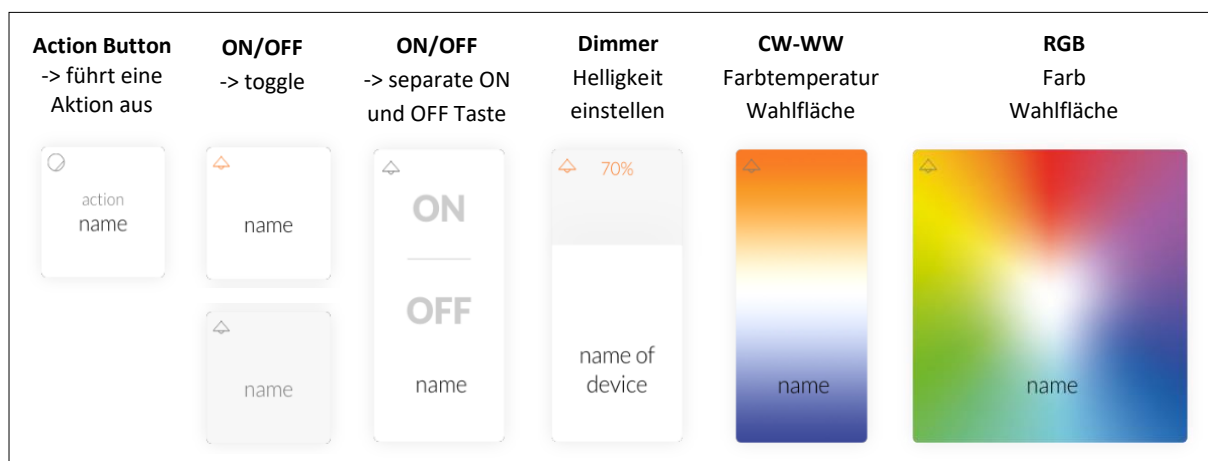 Action Button
-> führt eine
Aktion aus
action
name
ON/OFF
-> toggle
name
name
ON/OFF
-> separate ON
und OFF Taste
ON
OFF
name
Dimmer
Helligkeit
einstellen
70%
name of
device
CW-WW
Farbtemperatur
Wahlfläche
name
RGB
Farb
Wahlfläche
name